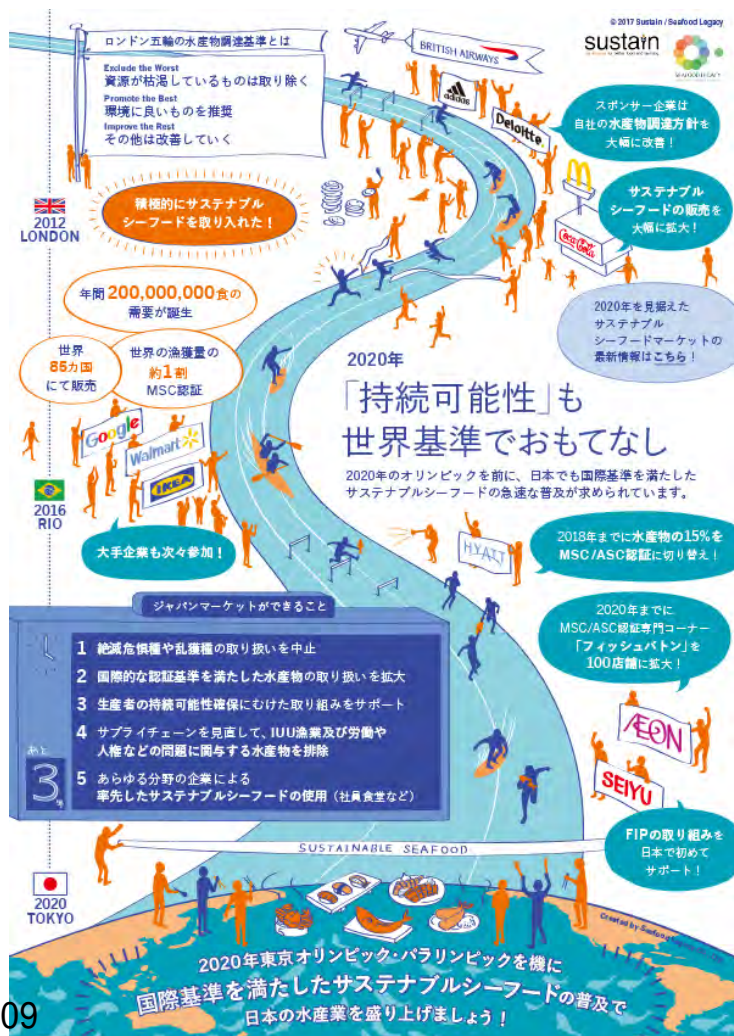 © 2017 Sustain / Seafood Legacy
sustain
SEAFOOD LEGACY
ロンドン五輪の水産物調達基準とは
Exclude the Worst
資源が枯渇しているものは取り除く
Promote the Best
環境に良いものを推奨
Improve the Rest
その他は改善していく
BRITISH AIRWAYS
adidas
Deloitte.
スポンサー企業は
自社の水産物調達方針を
大幅に改善！
2012
LONDON
積極的にサステナブル
シーフードを取り入れた！
Coca-Cola
サステナブル
シーフードの販売を
大幅に拡大！
年間 200,000,000食の
需要が誕生
世界
85カ国
にて販売
世界の漁獲量の
約1割
MSC認証
2020年を見据えた
サステナブル
シーフードマーケットの
最新情報はこちら！
2020年
「持続可能性」も
世界基準でおもてなし
2020年のオリンピックを前に、日本でも国際基準を満たした
サステナブルシーフードの急速な普及が求められています。
Google
Walmart
IKEA
2016
RIO
大手企業も次々参加！
HYATT
2018年までに水産物の15%を
MSC/ASC認証に切り替え！
2020年までに
MSC/ASC認証専門コーナー
「フィッシュバトン」を
100店舗に拡大！
ジャパンマーケットができること
1 絶滅危惧種や乱獲種の取り扱いを中止
2 国際的な認証基準を満たした水産物の取り扱いを拡大
3 生産者の持続可能性確保にむけた取り組みをサポート
4 サプライチェーンを見直して、IUU漁業及び労働や
人権などの問題に関与する水産物を排除
5 あらゆる分野の企業による
率先したサステナブルシーフードの使用（社員食堂など）
あと
3
年
ÆON
SEIYU
FIPの取り組みを
日本で初めて
サポート！
SUSTAINABLE SEAFOOD
2020
TOKYO
2020年東京オリンピック・パラリンピックを機に
国際基準を満たしたサステナブルシーフードの普及で
日本の水産業を盛り上げましょう！
Created by
09